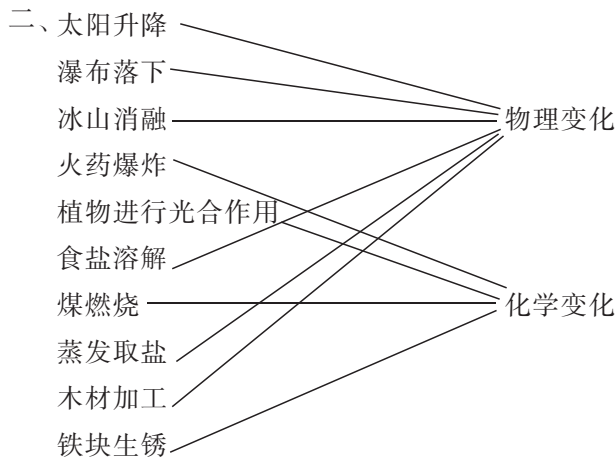 二、太阳升降
瀑布落下
冰山消融
物理变化
火药爆炸
植物进行光合作用
食盐溶解
煤燃烧
化学变化
蒸发取盐
木材加工
铁块生锈